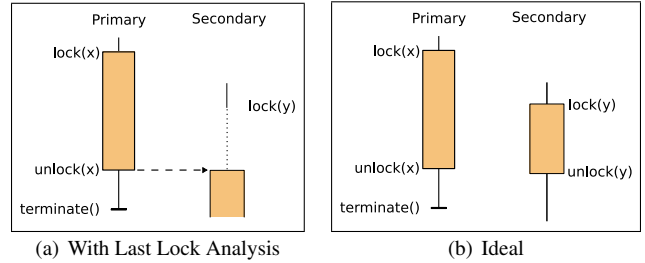 Primary
Secondary
lock(x)
lock(y)
unlock(x)
terminate()
(a) With Last Lock Analysis
Primary
Secondary
lock(x)
lock(y)
unlock(x)
unlock(y)
terminate()
(b) Ideal